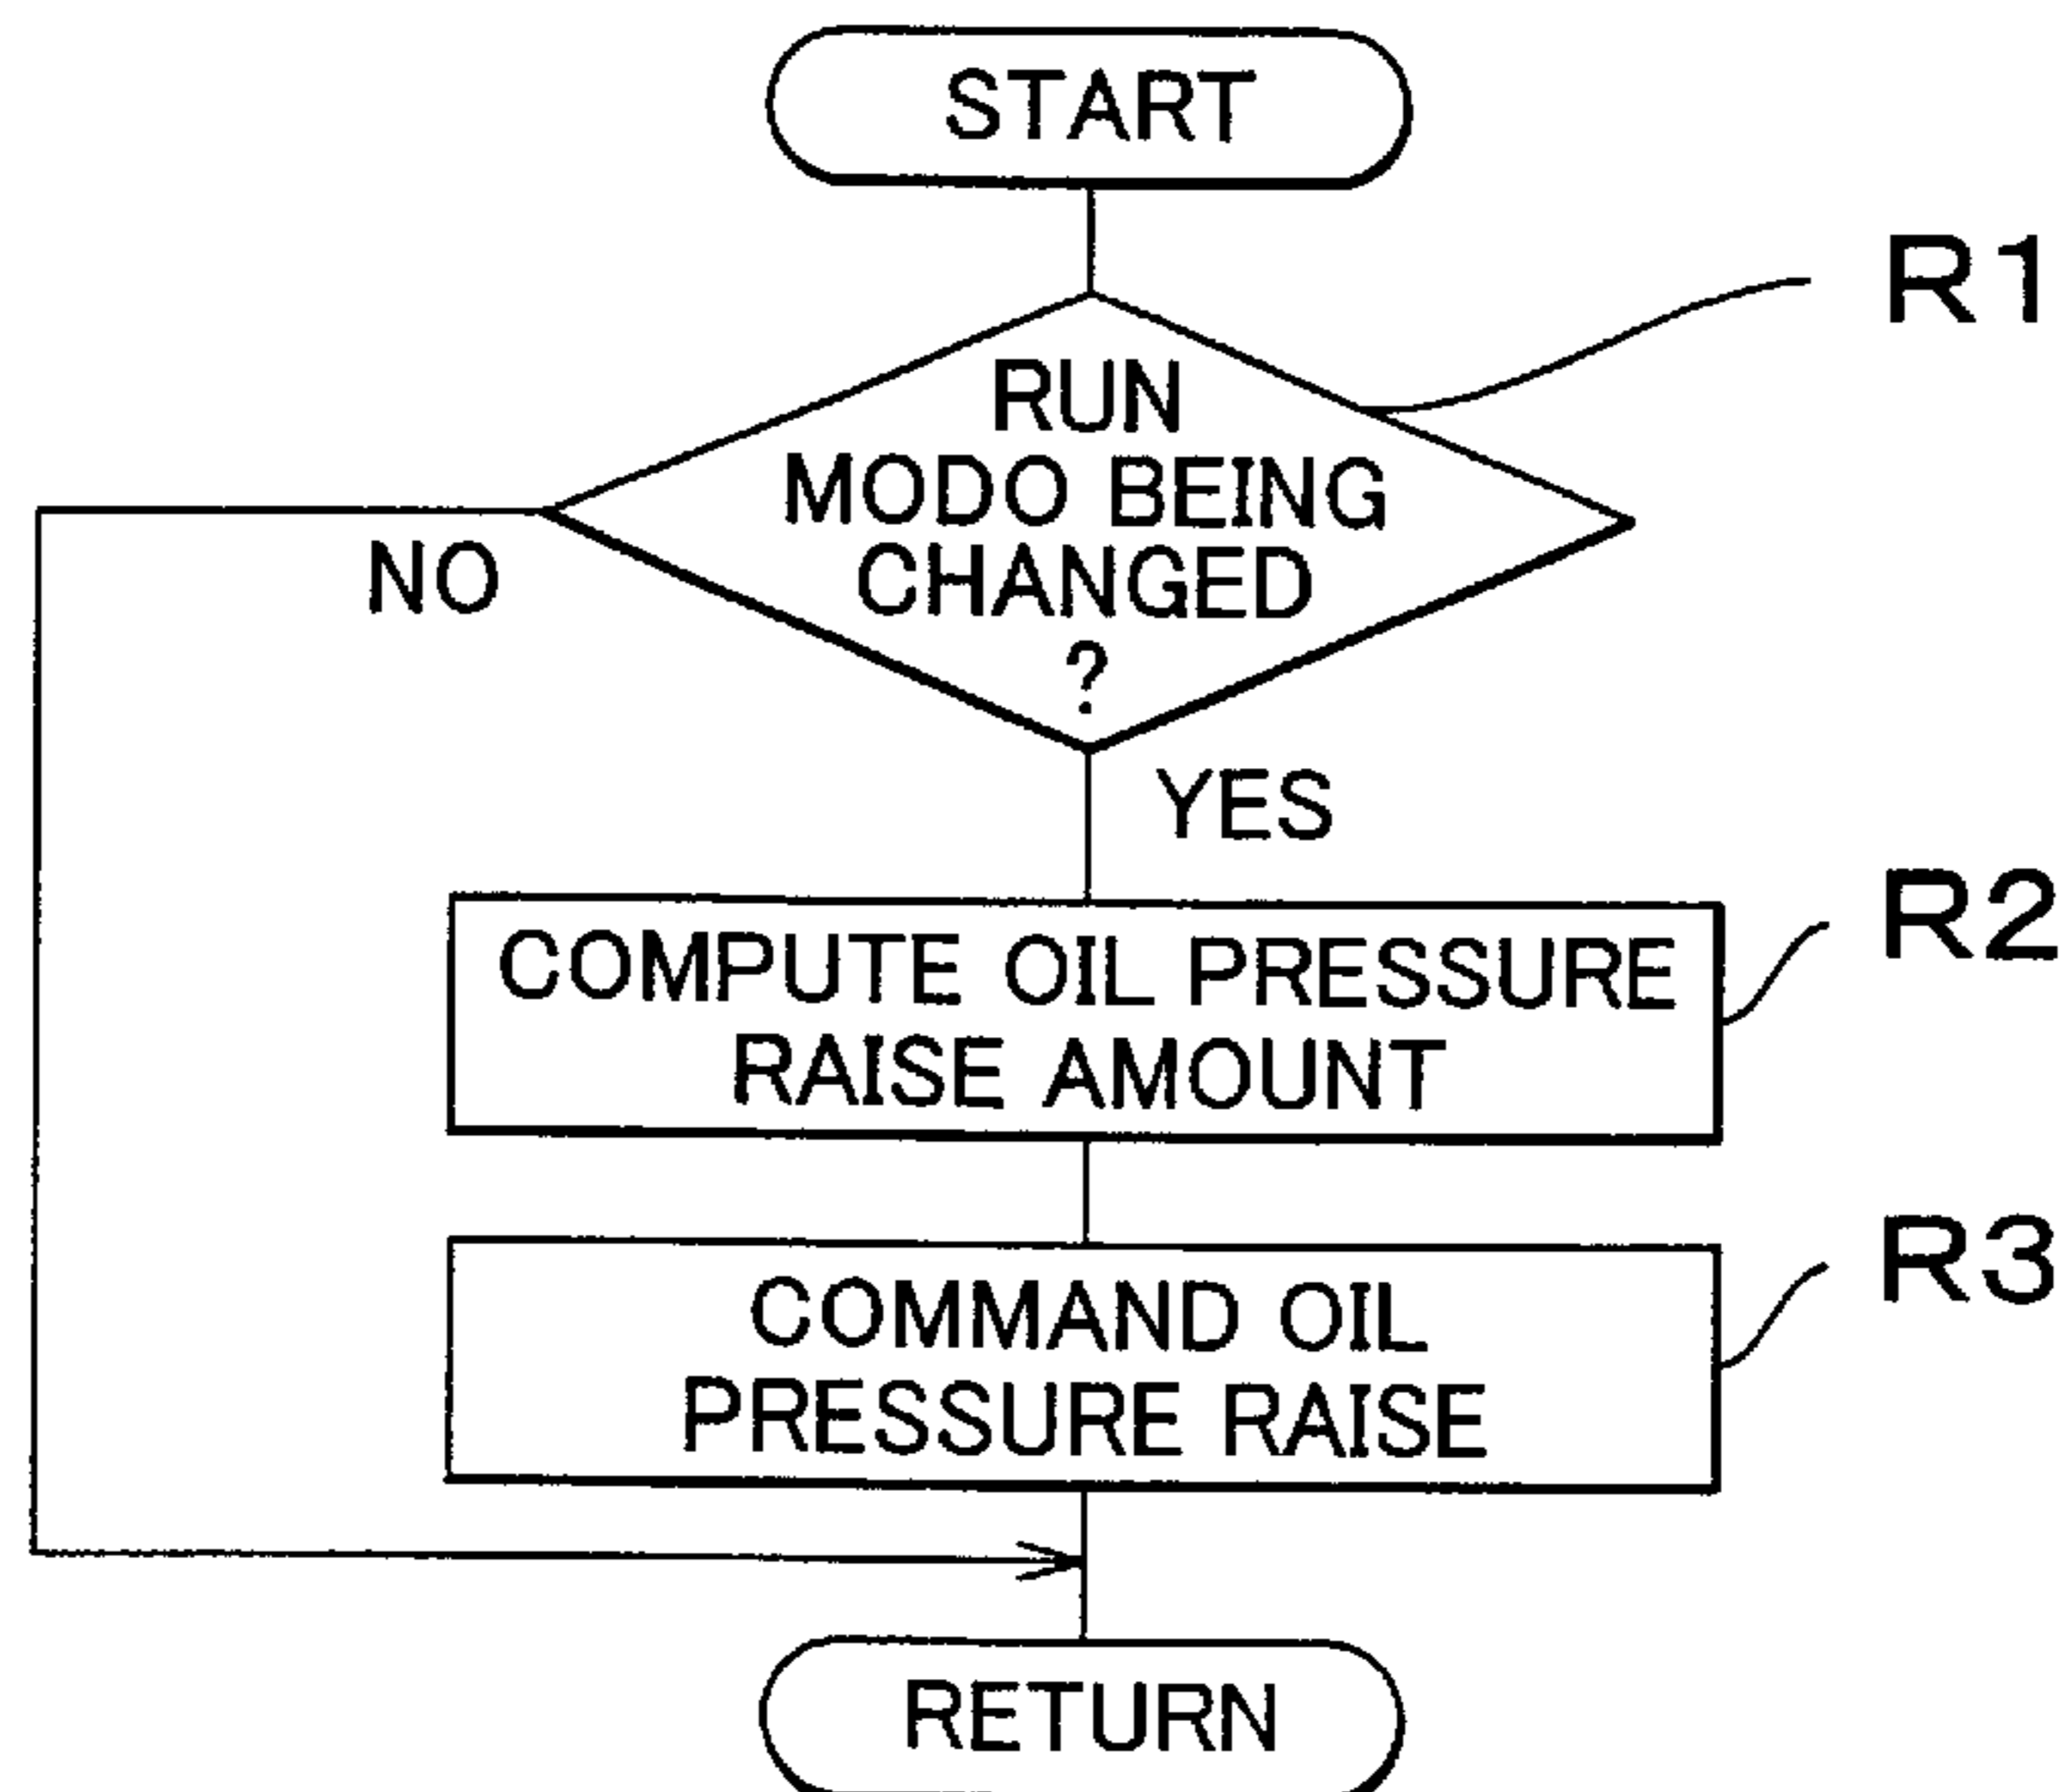 START
R1
RUN
MODO BEING
CHANGED
?
NO
YES
R2
COMPUTE OIL PRESSURE
RAISE AMOUNT
R3
COMMAND OIL
PRESSURE RAISE
RETURN